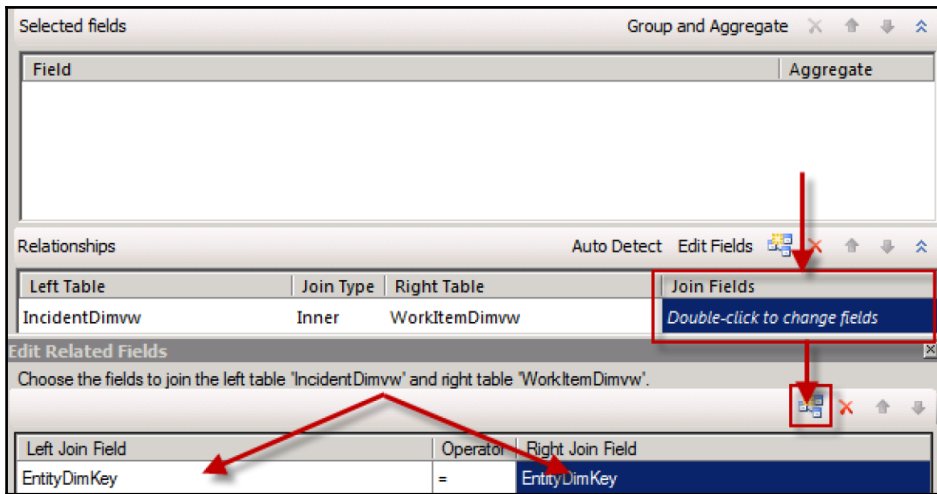 Selected fields Group and Aggregate
Field Aggregate
Relationships Auto Detect Edit Fields
Left Table Join Type Right Table Join Fields
IncidentDimvw Inner WorkItemDimvw Double-click to change fields
Edit Related Fields
Choose the fields to join the left table 'IncidentDimvw' and right table 'WorkItemDimvw'.
Left Join Field Operator Right Join Field
EntityDimKey = EntityDimKey